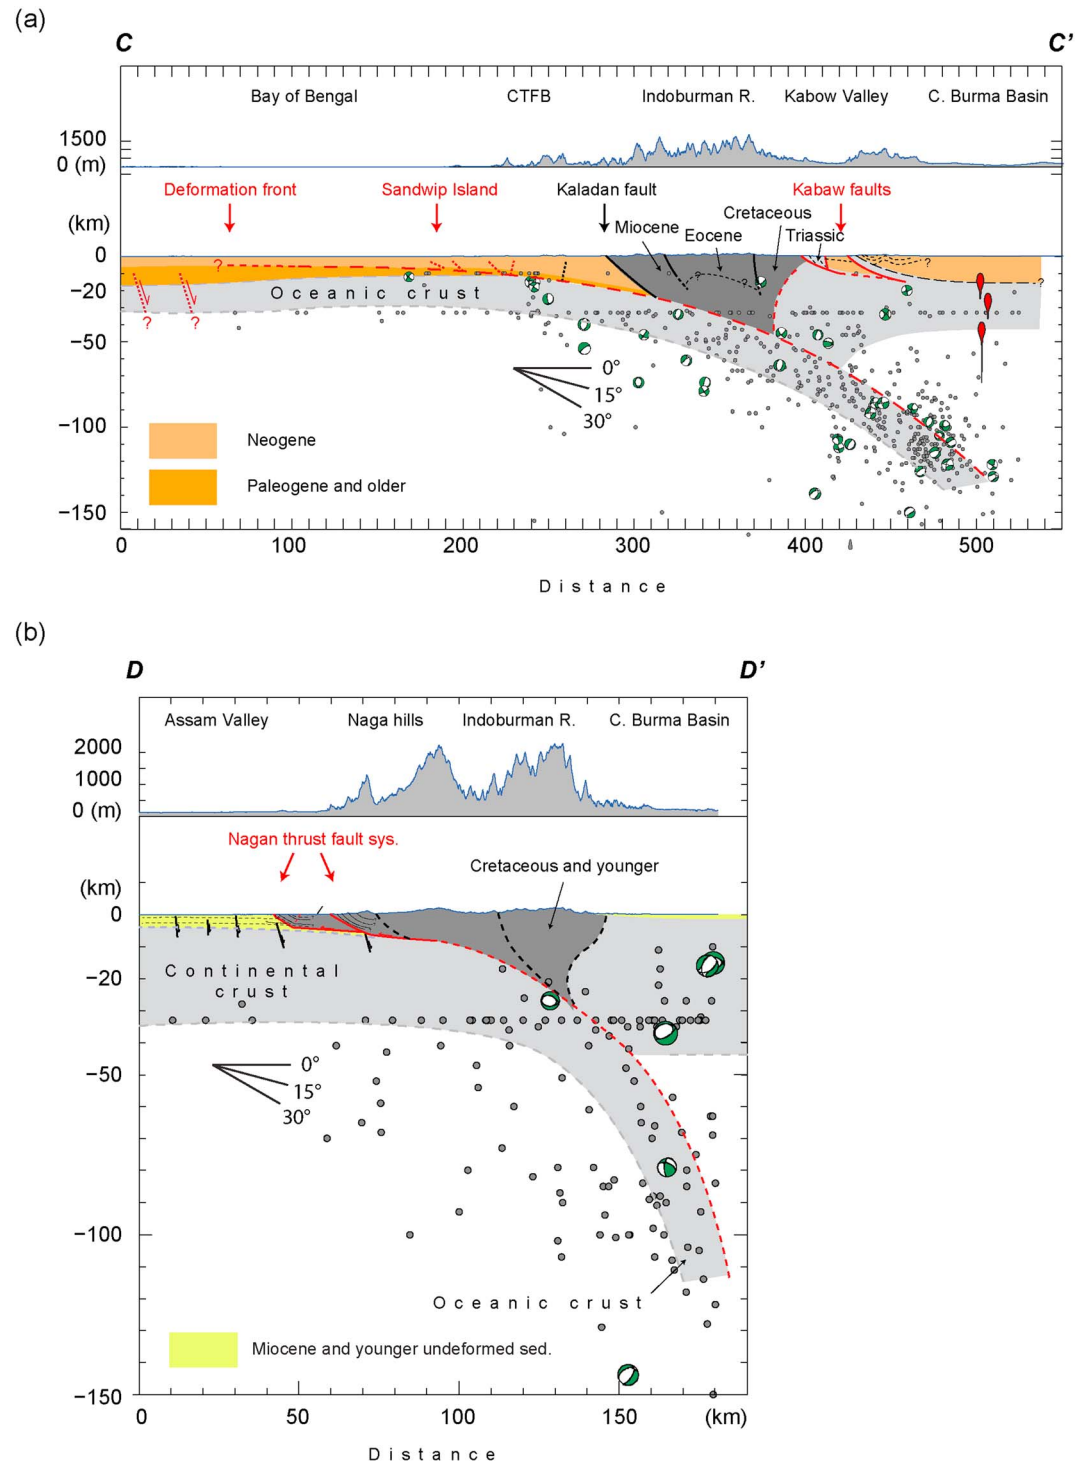 (a)
C C’
Bay of Bengal CTFB Indoburman R. Kabow Valley C. Burma Basin
1500
0 (m)
Deformation front Sandwip Island Kaladan fault Kabaw faults
Cretaceous
(km) Miocene Eocene Triassic
0 ? ?
−20 Oceanic crust ? ?
? ?
−50
0°
15°
30°
−100
Neogene
Paleogene and older
−150
0 100 200 300 400 500
Distance
(b)
D D’
Assam Valley Naga hills Indoburman R. C. Burma Basin
2000
1000
0 (m)
Nagan thrust fault sys.
Cretaceous and younger
(km)
0
Continental
−20
crust
−50
0°
15°
30°
−100
Oceanic crust
Miocene and younger undeformed sed.
−150
0 50 100 150 (km)
Distance